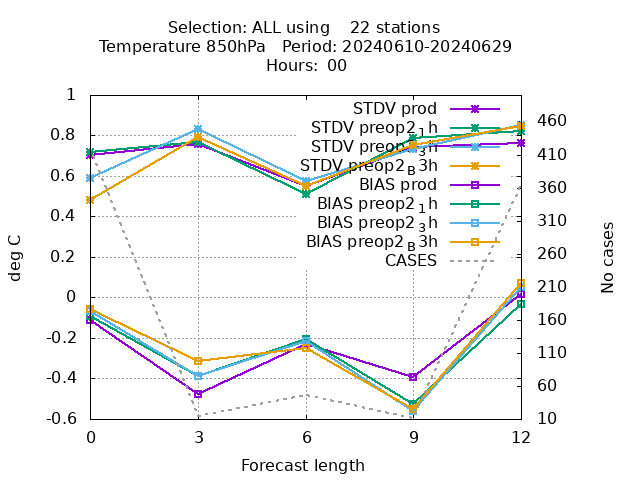 Selection: ALL using    22 stations
Temperature 850hPa   Period: 20240610-20240629
Hours: 00
STDV prod
STDV preop2_1h
STDV preop2_3h
STDV preop2_B3h
BIAS prod
BIAS preop2_1h
BIAS preop2_3h
BIAS preop2_B3h
CASES
1
0.8
0.6
0.4
0.2
0
-0.2
-0.4
-0.6
deg C
460
410
360
310
260
210
160
110
60
10
No cases
0 3 6 9 12
Forecast length